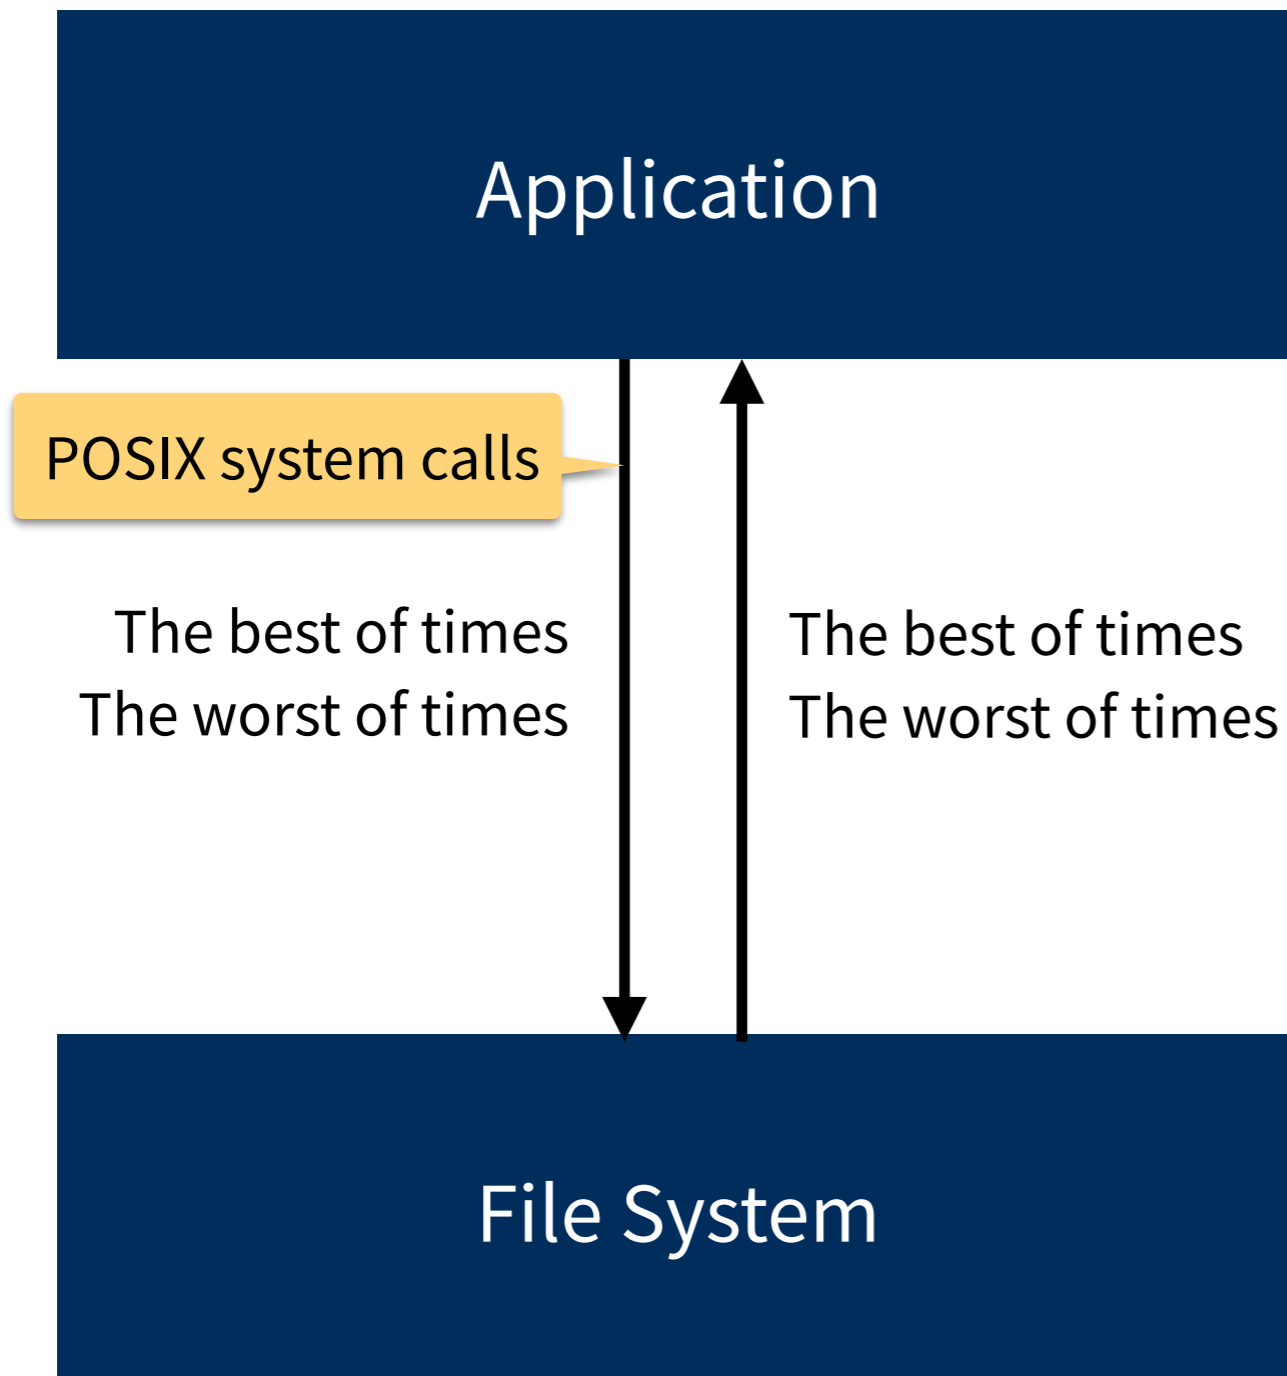 Application
POSIX system calls
The best of times
The worst of times
The best of times
The worst of times
File System